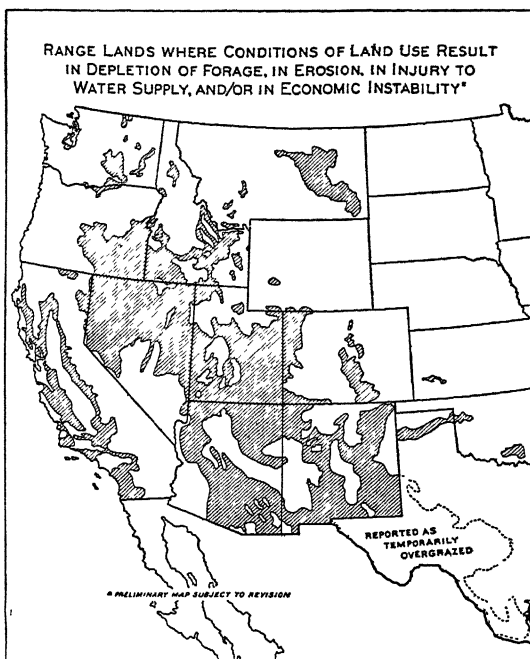 RANGE LANDS WHERE CONDITIONS OF LAND USE RESULT
IN DEPLETION OF FORAGE, IN EROSION, IN INJURY TO
WATER SUPPLY, AND/OR IN ECONOMIC INSTABILITY*
REPORTED AS
TEMPORARILY
OVERGRAZED
* PRELIMINARY MAP SUBJECT TO REVISION